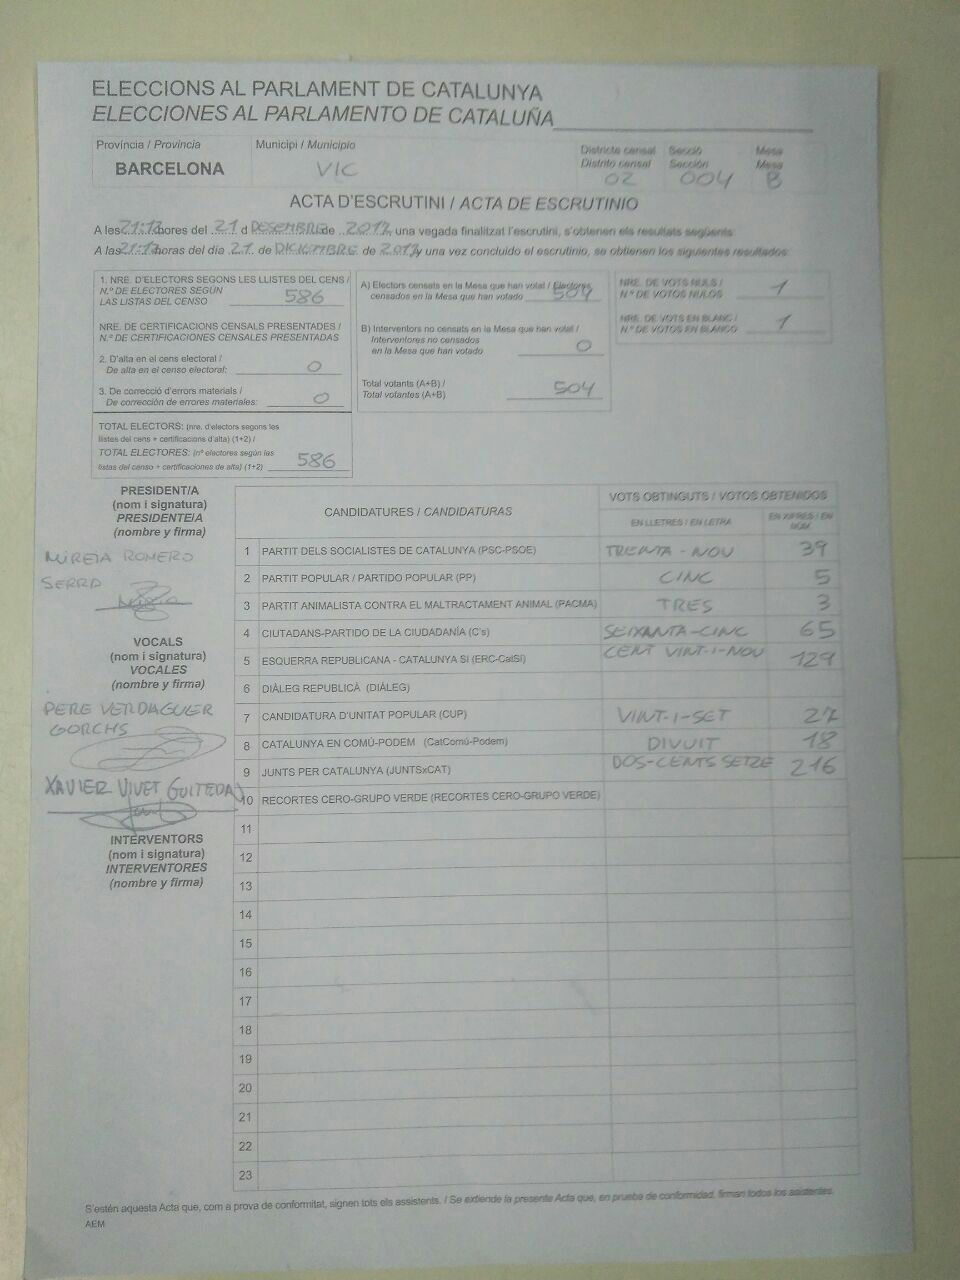 ELECCIONS AL PARLAMENT DE CATALUNYA
ELECCIONES AL PARLAMENTO DE CATALUÑA
Província / Provincia
Municipi / Municipio
Districte censal
Distrito censal
Secció
Sección
Mesa
Mesa
BARCELONA
VIC
02
004
B
ACTA D'ESCRUTINI / ACTA DE ESCRUTINIO
A les 21:13 hores del 21 d DESEMBRE de 2017, una vegada finalitzat l'escrutini, s'obtenen els resultats següents
A las 21:13 horas del día 21 de DICIEMBRE de 2017 y una vez concluido el escrutinio, se obtienen los siguientes resultados:
1. NRE. D'ELECTORS SEGONS LES LLISTES DEL CENS /
N.º DE ELECTORES SEGÚN
LAS LISTAS DEL CENSO 586
NRE. DE CERTIFICACIONS CENSALS PRESENTADES /
N.º DE CERTIFICACIONES CENSALES PRESENTADAS
2. D'alta en el cens electoral /
De alta en el censo electoral: 0
3. De correcció d'errors materials /
De corrección de errores materiales: 0
TOTAL ELECTORS: (nre. d'electors segons les
llistes del cens + certificacions d'alta) (1+2) /
TOTAL ELECTORES: (nº electores según las
listas del censo + certificaciones de alta) (1+2) 586
A) Electors censats en la Mesa que han votat / Electores
censados en la Mesa que han votado 504
B) Interventors no censats en la Mesa que han votat /
Interventores no censados
en la Mesa que han votado 0
Total votants (A+B) /
Total votantes (A+B) 504
NRE. DE VOTS NULS /
N.º DE VOTOS NULOS 1
NRE. DE VOTS EN BLANC /
N.º DE VOTOS EN BLANCO 1
PRESIDENT/A
(nom i signatura)
PRESIDENTE/A
(nombre y firma)
MIREIA ROMERO
SERRA
VOCALS
(nom i signatura)
VOCALES
(nombre y firma)
PERE VERDAGUER
GORCHS
XAVIER VIVET GUITEDA
INTERVENTORS
(nom i signatura)
INTERVENTORES
(nombre y firma)
CANDIDATURES / CANDIDATURAS
VOTS OBTINGUTS / VOTOS OBTENIDOS
EN LLETRES / EN LETRA
EN XIFRES / EN NÚM.
1 PARTIT DELS SOCIALISTES DE CATALUNYA (PSC-PSOE) TRENTA-NOU 39
2 PARTIT POPULAR / PARTIDO POPULAR (PP) CINC 5
3 PARTIT ANIMALISTA CONTRA EL MALTRACTAMENT ANIMAL (PACMA) TRES 3
4 CIUTADANS-PARTIDO DE LA CIUDADANÍA (C's) SEIXANTA-CINC 65
5 ESQUERRA REPUBLICANA - CATALUNYA SÍ (ERC-CatSí) CENT VINT-I-NOU 129
6 DIÀLEG REPUBLICÀ (DIÀLEG)
7 CANDIDATURA D'UNITAT POPULAR (CUP) VINT-I-SET 27
8 CATALUNYA EN COMÚ-PODEM (CatComú-Podem) DIVUIT 18
9 JUNTS PER CATALUNYA (JUNTSxCAT) DOS-CENTS SETZE 216
10 RECORTES CERO-GRUPO VERDE (RECORTES CERO-GRUPO VERDE)
11
12
13
14
15
16
17
18
19
20
21
22
23
S'estén aquesta Acta que, com a prova de conformitat, signen tots els assistents. / Se extiende la presente Acta que, en prueba de conformidad, firman todos los asistentes
AEM